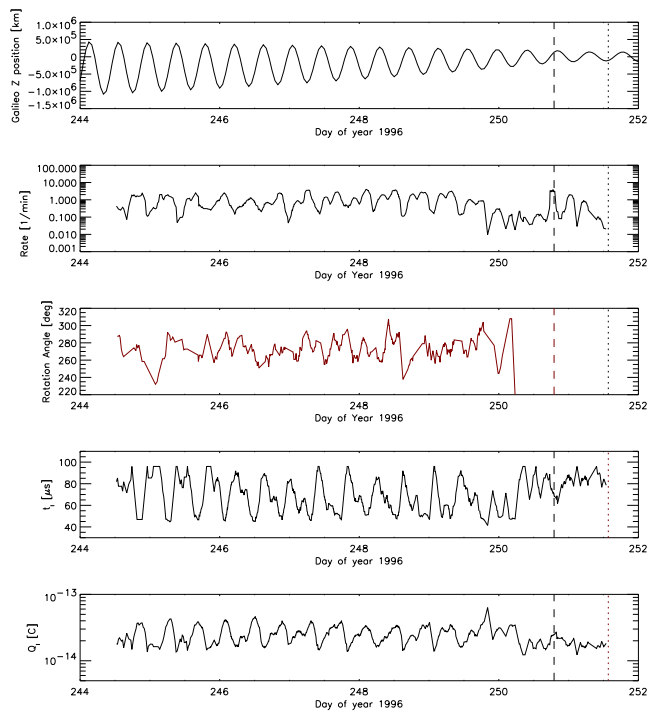 Galileo Z position [km]
1.0×10⁶
5.0×10⁵
0
−5.0×10⁵
−1.0×10⁶
−1.5×10⁶
244 246 248 250 252
Day of year 1996
Rate [1/min]
100.000
10.000
1.000
0.100
0.010
0.001
244 246 248 250 252
Day of Year 1996
Rotation Angle [deg]
320
300
280
260
240
220
244 246 248 250 252
Day of Year 1996
t_I [μs]
100
80
60
40
244 246 248 250 252
Day of year 1996
Q_I [C]
10⁻¹³
10⁻¹⁴
244 246 248 250 252
Day of year 1996